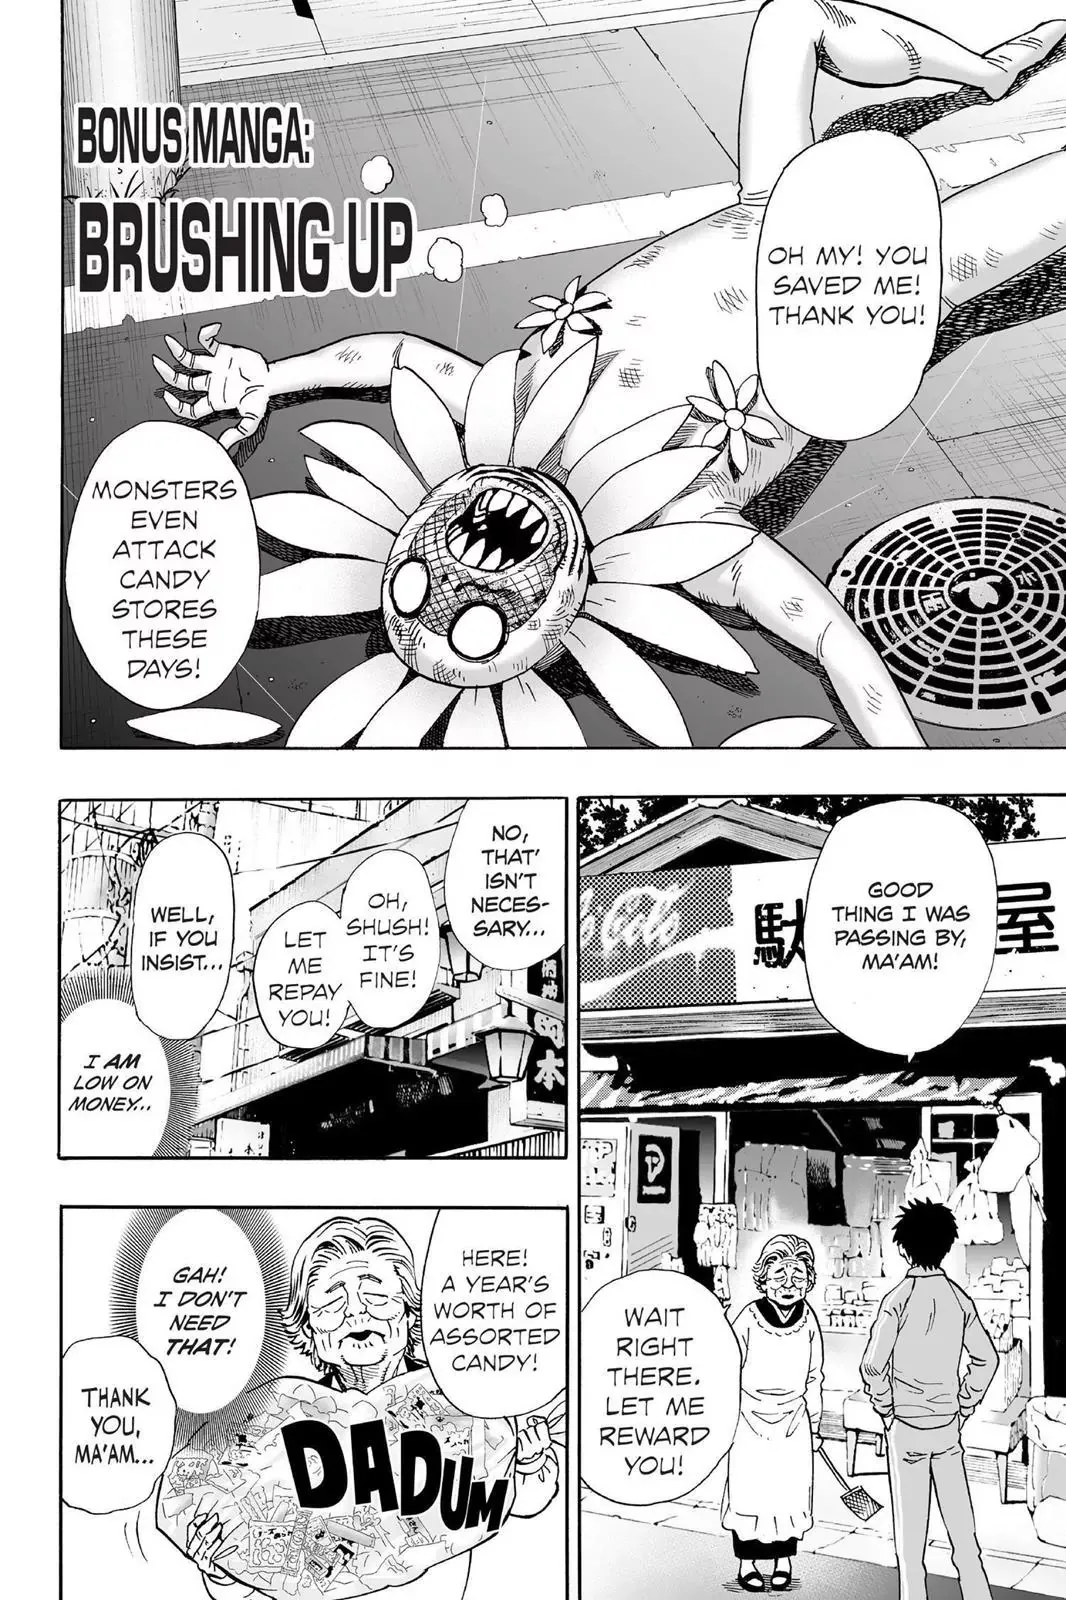 BONUS MANGA:
BRUSHING UP
OH MY! YOU
SAVED ME!
THANK YOU!
MONSTERS
EVEN
ATTACK
CANDY
STORES
THESE
DAYS!
GOOD
THING I WAS
PASSING BY,
MA'AM!
駄
屋
WAIT
RIGHT
THERE.
LET ME
REWARD
YOU!
NO,
THAT'
ISN'T
NECES-
SARY...
OH,
SHUSH!
IT'S
FINE!
LET
ME
REPAY
YOU!
WELL,
IF YOU
INSIST...
I AM
LOW ON
MONEY...
本
HERE!
A YEAR'S
WORTH OF
ASSORTED
CANDY!
GAH!
I DON'T
NEED
THAT!
THANK
YOU,
MA'AM...
DADUM